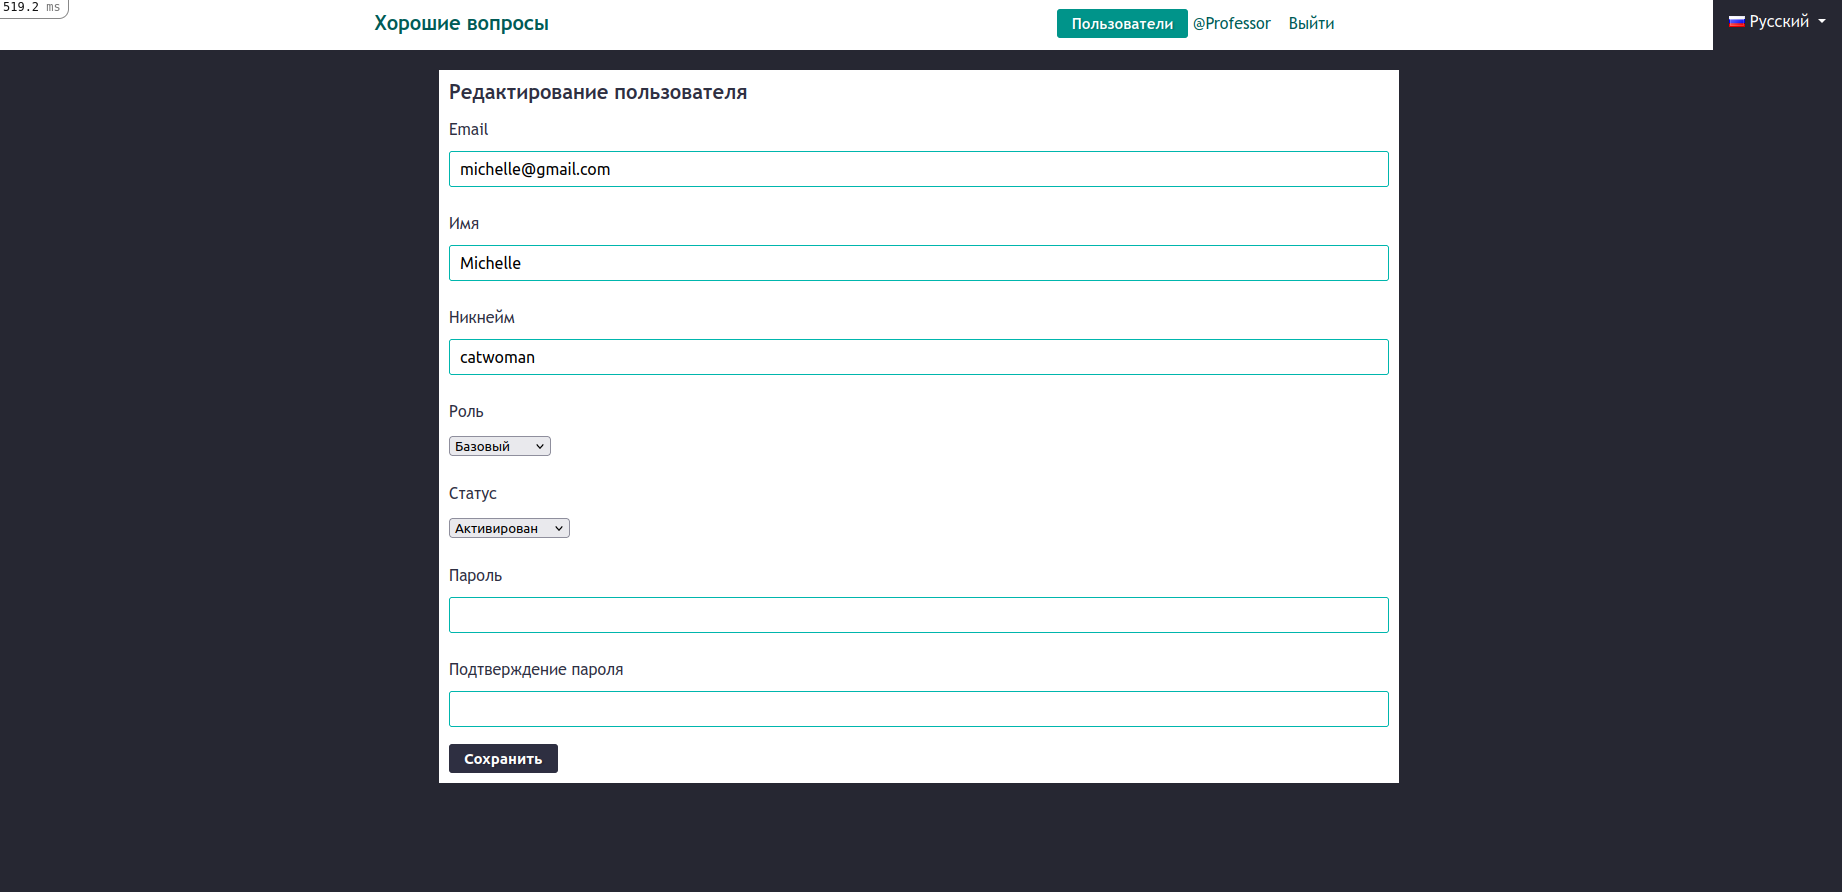 519.2 ms
Хорошие вопросы
Пользователи @Professor Выйти
Русский
Редактирование пользователя
Email
michelle@gmail.com
Имя
Michelle
Никнейм
catwoman
Роль
Базовый
Статус
Активирован
Пароль
Подтверждение пароля
Сохранить